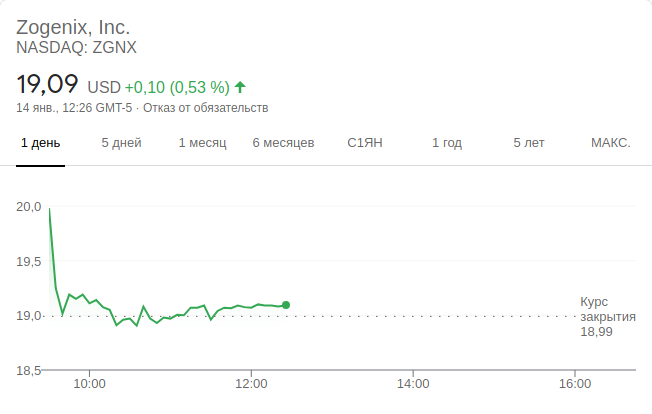 Zogenix, Inc.
NASDAQ: ZGNX
19,09 USD +0,10 (0,53 %)
14 янв., 12:26 GMT-5 · Отказ от обязательств
1 день 5 дней 1 месяц 6 месяцев С1ЯН 1 год 5 лет МАКС.
20,0
19,5
19,0
18,5
Курс
закрытия
18,99
10:00 12:00 14:00 16:00